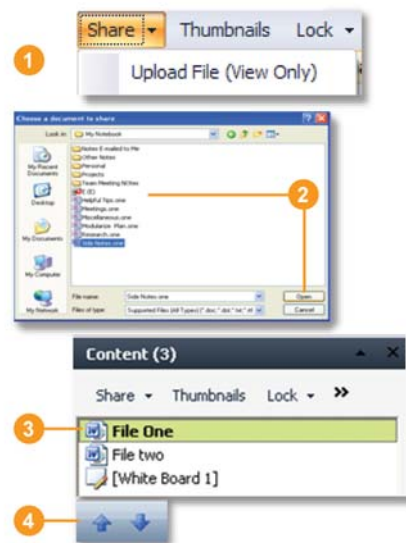 Share Thumbnails Lock
1
Upload File (View Only)
Choose a document to share
Look in: My Notebook
My Recent Documents
Desktop
My Documents
My Computer
My Network
Notes E-mailed to Me
Other Notes
Personal
Projects
Team Meeting Notes
E (E)
Helpful Tips.one
Meetings.one
Miscellaneous.one
Modularize Plan.one
Research.one
Side Notes.one
2
File name: Side Notes.one Open
Files of type: Supported Files (All Types) Cancel
Content (3)
Share Thumbnails Lock »
3
File One
File two
[White Board 1]
4